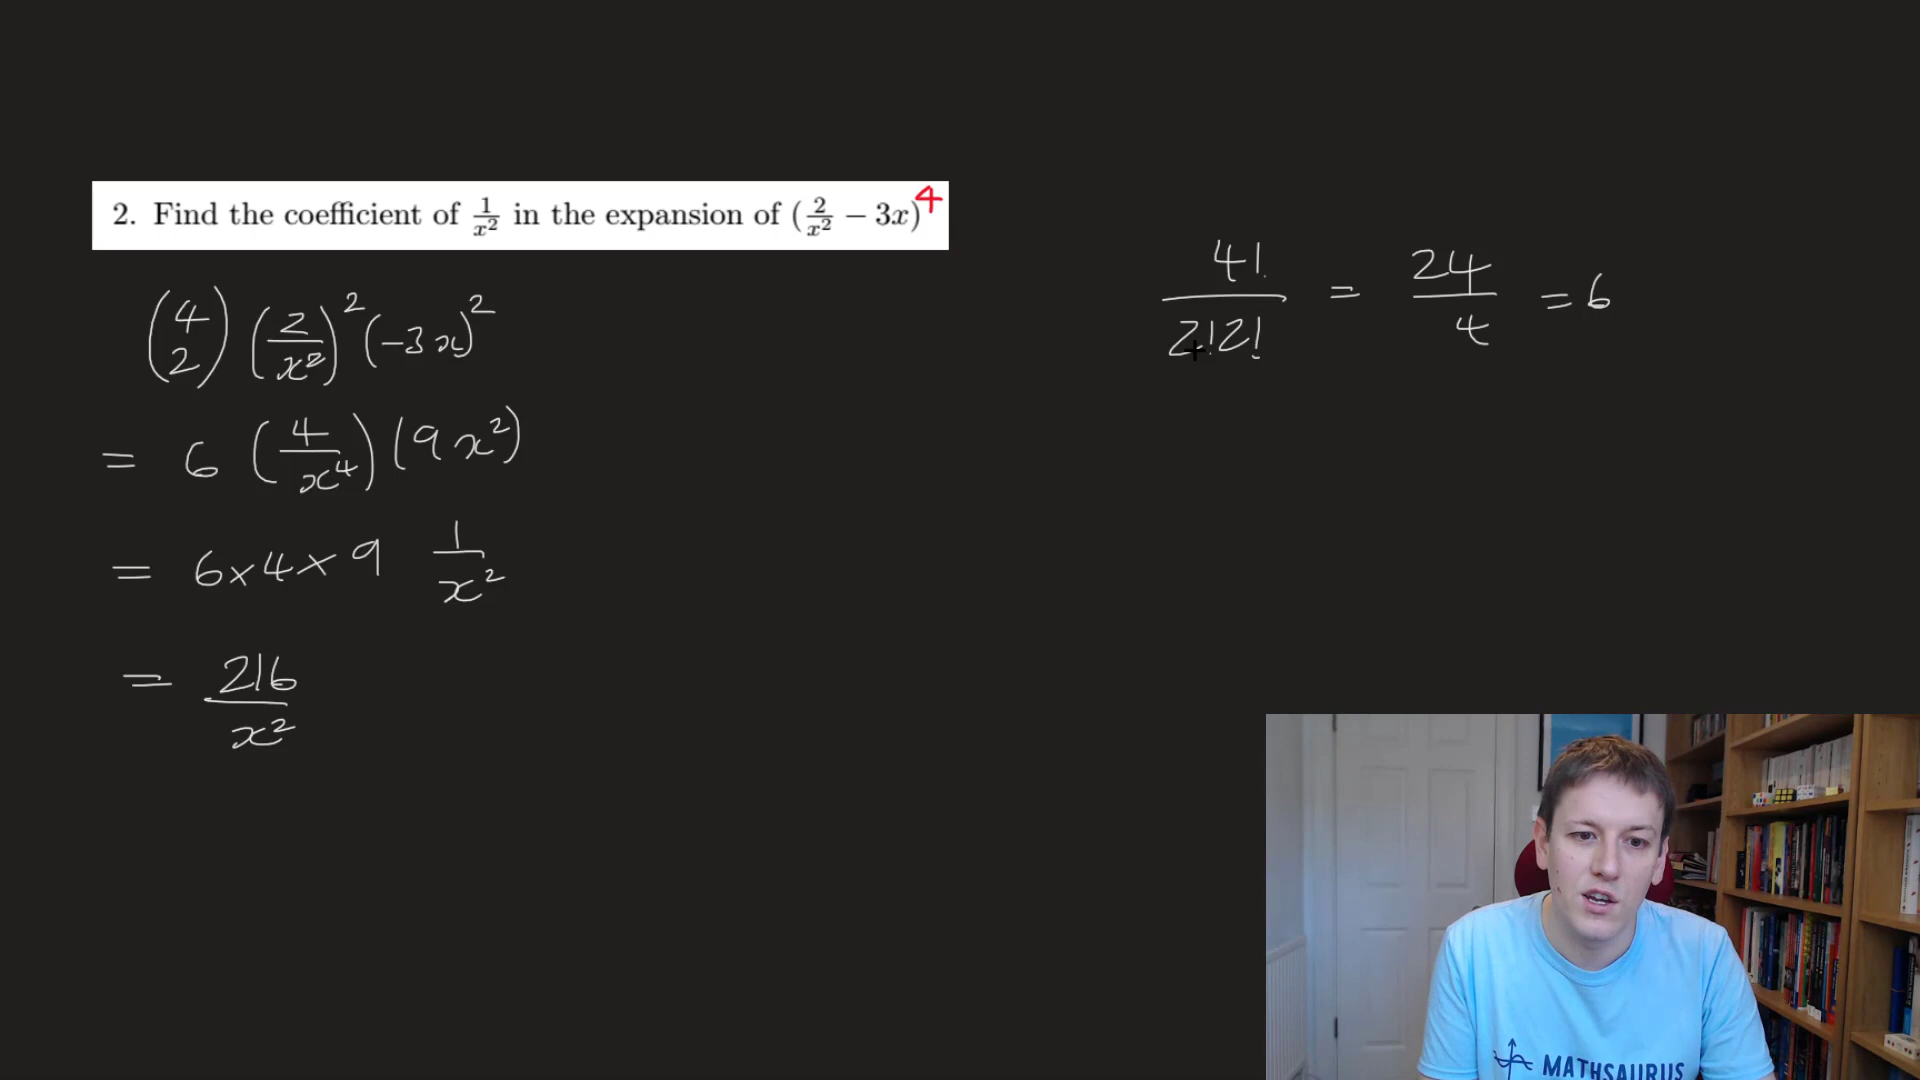 2. Find the coefficient of 1/x² in the expansion of (2/x² − 3x)⁴
(4 2) (2/x²)² (−3x)²
= 6 (4/x⁴) (9x²)
= 6×4×9 1/x²
= 216/x²
4!/2!2! = 24/4 = 6
MATHSAURUS